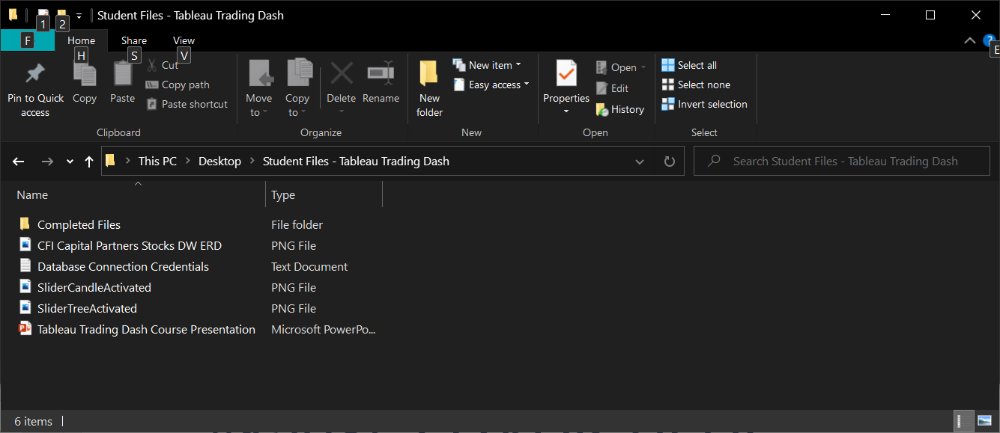 1 2 Student Files - Tableau Trading Dash
F Home Share View ?
H S V E
Pin to Quick access
Copy
Paste
Cut
Copy path
Paste shortcut
Clipboard
Move to
Copy to
Delete
Rename
Organize
New folder
New item
Easy access
New
Properties
Open
Edit
History
Open
Select all
Select none
Invert selection
Select
This PC > Desktop > Student Files - Tableau Trading Dash
Search Student Files - Tableau Trading Dash
Name Type
Completed Files File folder
CFI Capital Partners Stocks DW ERD PNG File
Database Connection Credentials Text Document
SliderCandleActivated PNG File
SliderTreeActivated PNG File
Tableau Trading Dash Course Presentation Microsoft PowerPo...
6 items